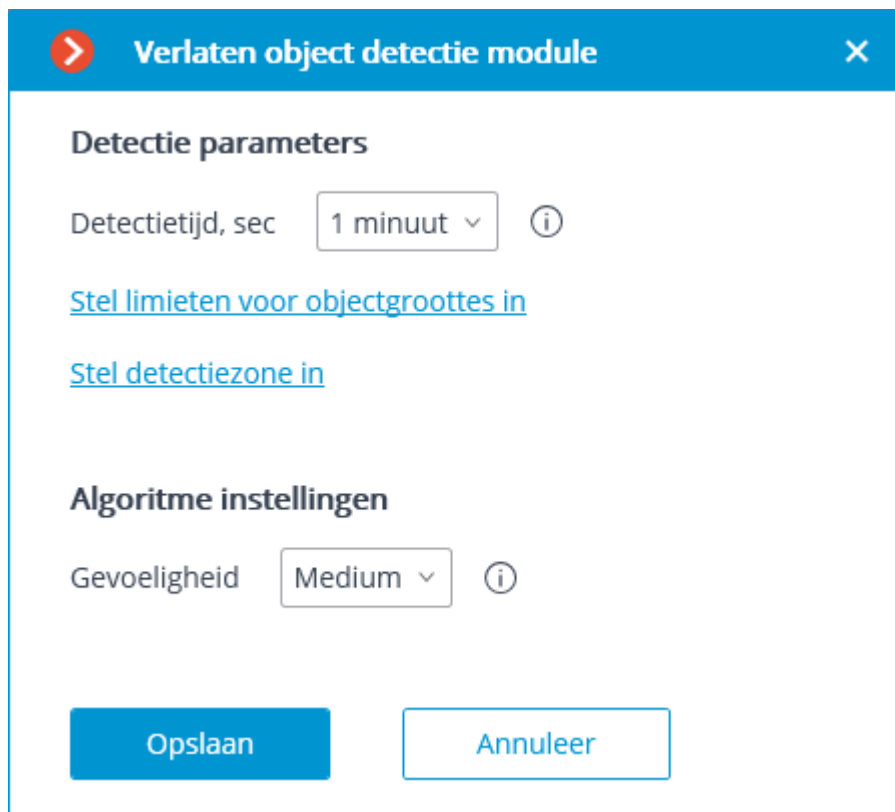 Verlaten object detectie module
Detectie parameters
Detectietijd, sec 1 minuut
Stel limieten voor objectgroottes in
Stel detectiezone in
Algoritme instellingen
Gevoeligheid Medium
Opslaan Annuleer